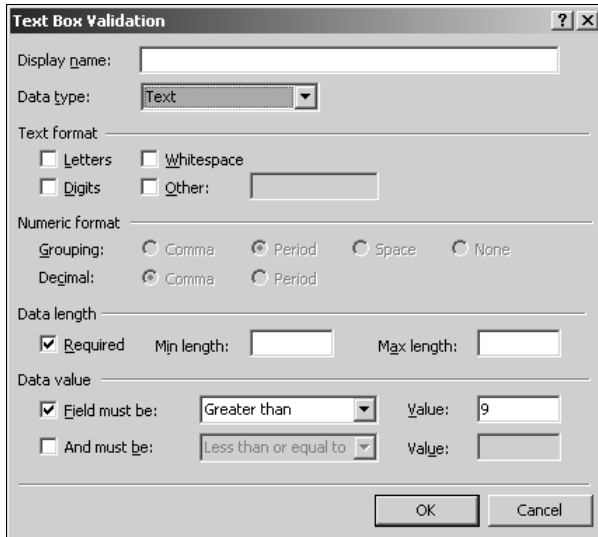 Text Box Validation
Display name:
Data type: Text
Text format
Letters Whitespace
Digits Other:
Numeric format
Grouping: Comma Period Space None
Decimal: Comma Period
Data length
Required Min length: Max length:
Data value
Field must be: Greater than Value: 9
And must be: Less than or equal to Value:
OK Cancel